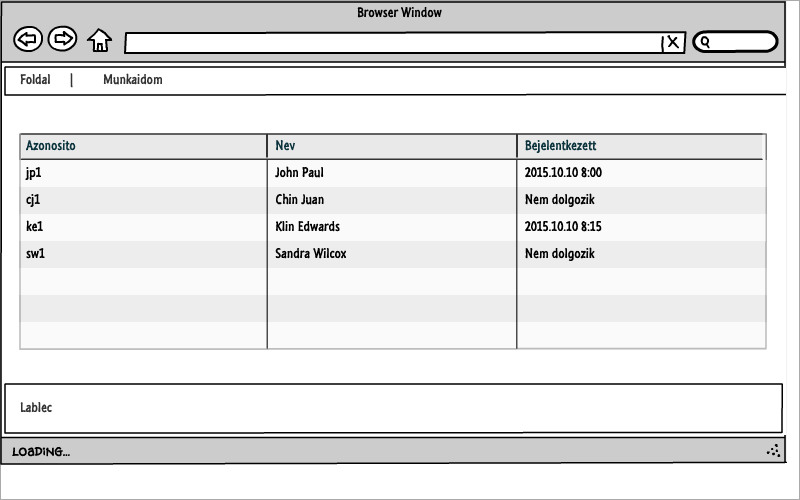 Browser Window
X
Foldal | Munkaidom
Azonosito Nev Bejelentkezett
jp1 John Paul 2015.10.10 8:00
cj1 Chin Juan Nem dolgozik
ke1 Klin Edwards 2015.10.10 8:15
sw1 Sandra Wilcox Nem dolgozik
Lablec
LOADING...